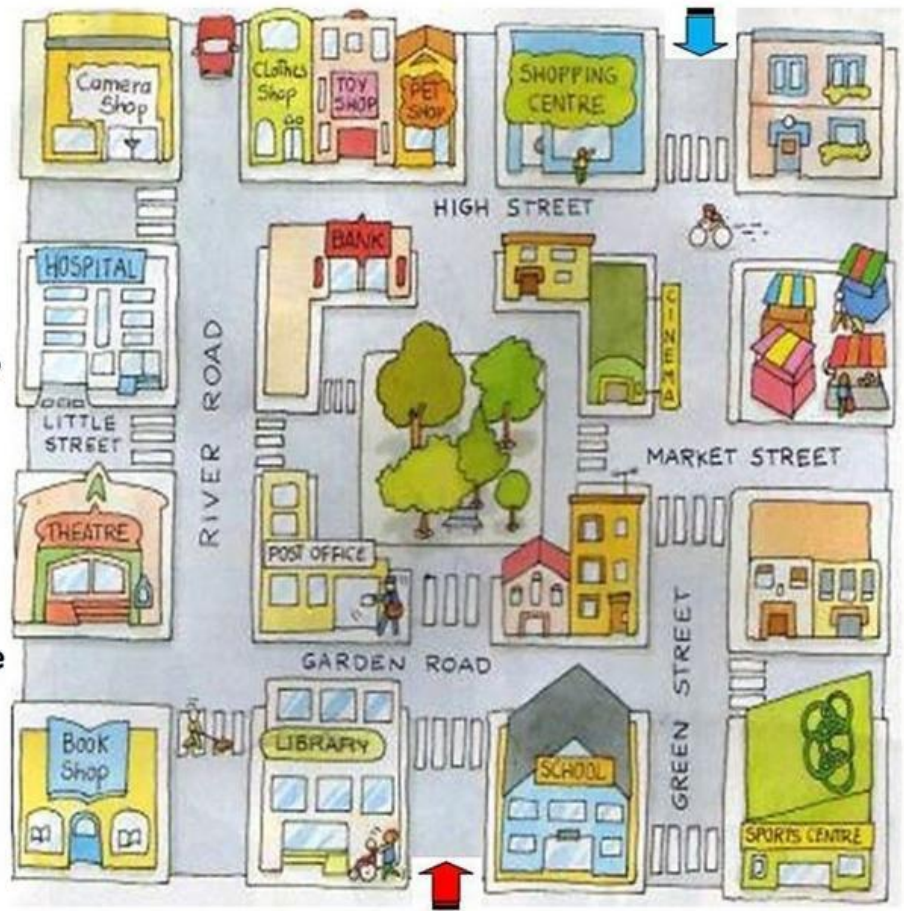 Camera
Shop
Clothes
Shop
TOY
SHOP
PET
SHOP
SHOPPING
CENTRE
HIGH STREET
BANK
HOSPITAL
CINEMA
RIVER ROAD
LITTLE
STREET
MARKET STREET
THEATRE
POST OFFICE
GARDEN ROAD
GREEN STREET
Book
Shop
LIBRARY
SCHOOL
SPORTS CENTRE